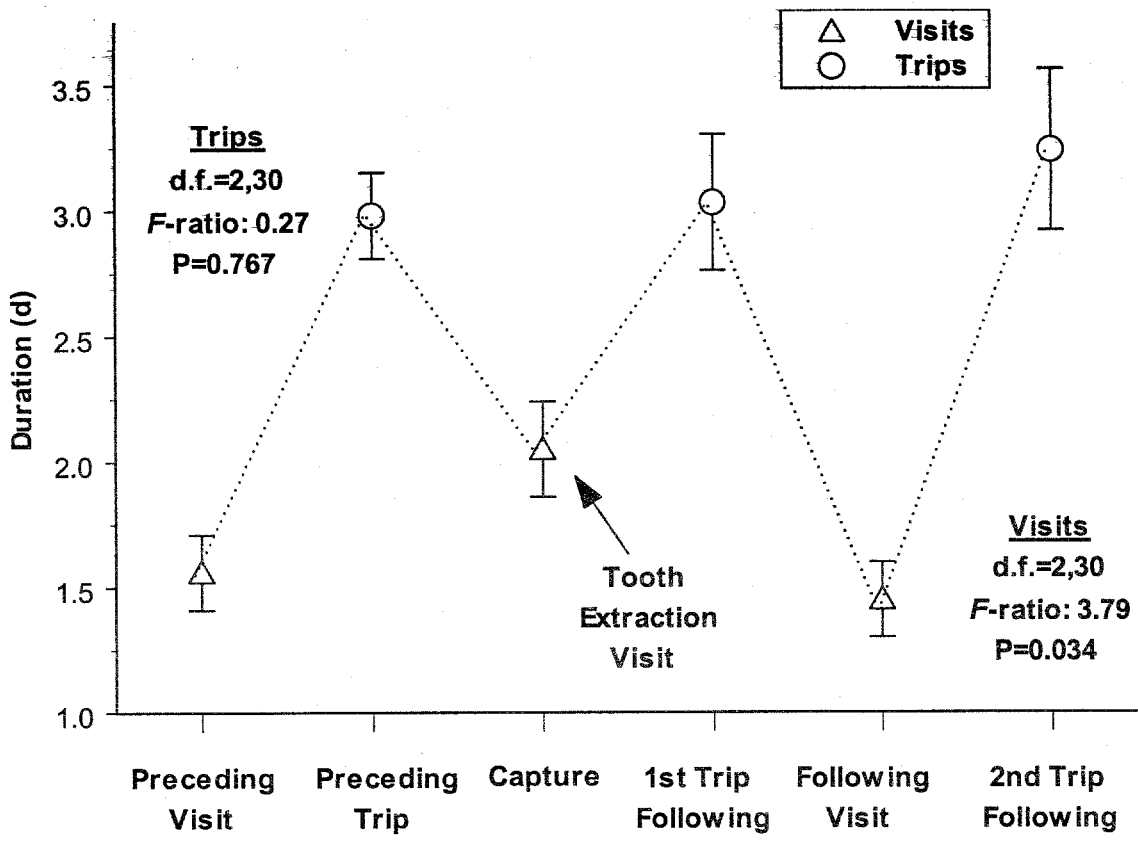 Visits
Trips
3.5
3.0
2.5
2.0
1.5
1.0
Duration (d)
Trips
d.f.=2,30
F-ratio: 0.27
P=0.767
Tooth
Extraction
Visit
Visits
d.f.=2,30
F-ratio: 3.79
P=0.034
Preceding
Visit
Preceding
Trip
Capture
1st Trip
Following
Following
Visit
2nd Trip
Following